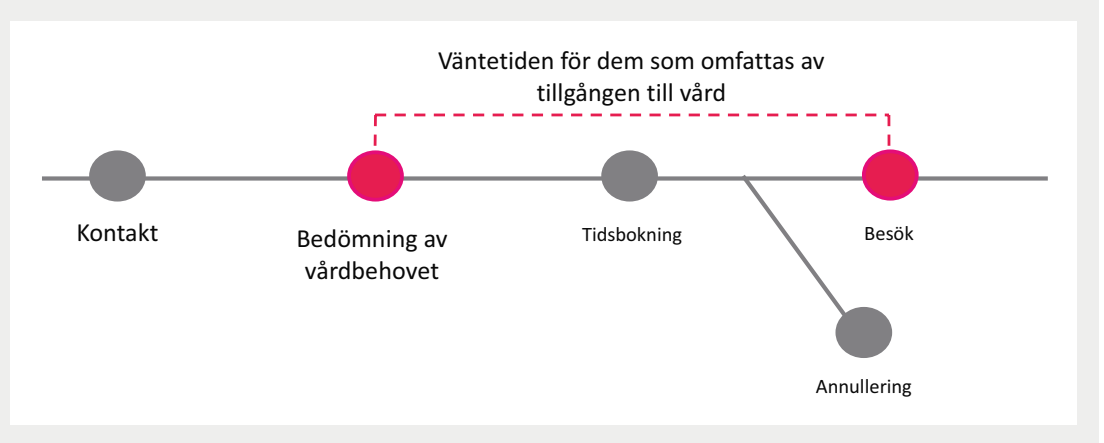 Väntetiden för dem som omfattas av
tillgången till vård
Kontakt
Bedömning av
vårdbehovet
Tidsbokning
Besök
Annullering